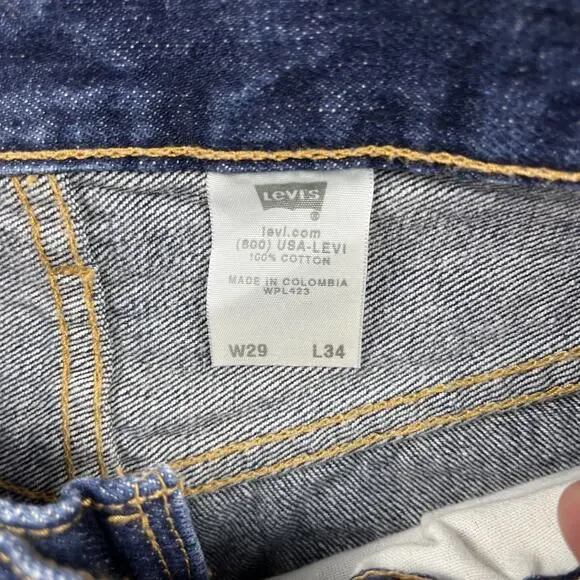 LEVI'S
®
levi.com
(800) USA-LEVI
100% COTTON
MADE IN COLOMBIA
WPL423
W29 L34